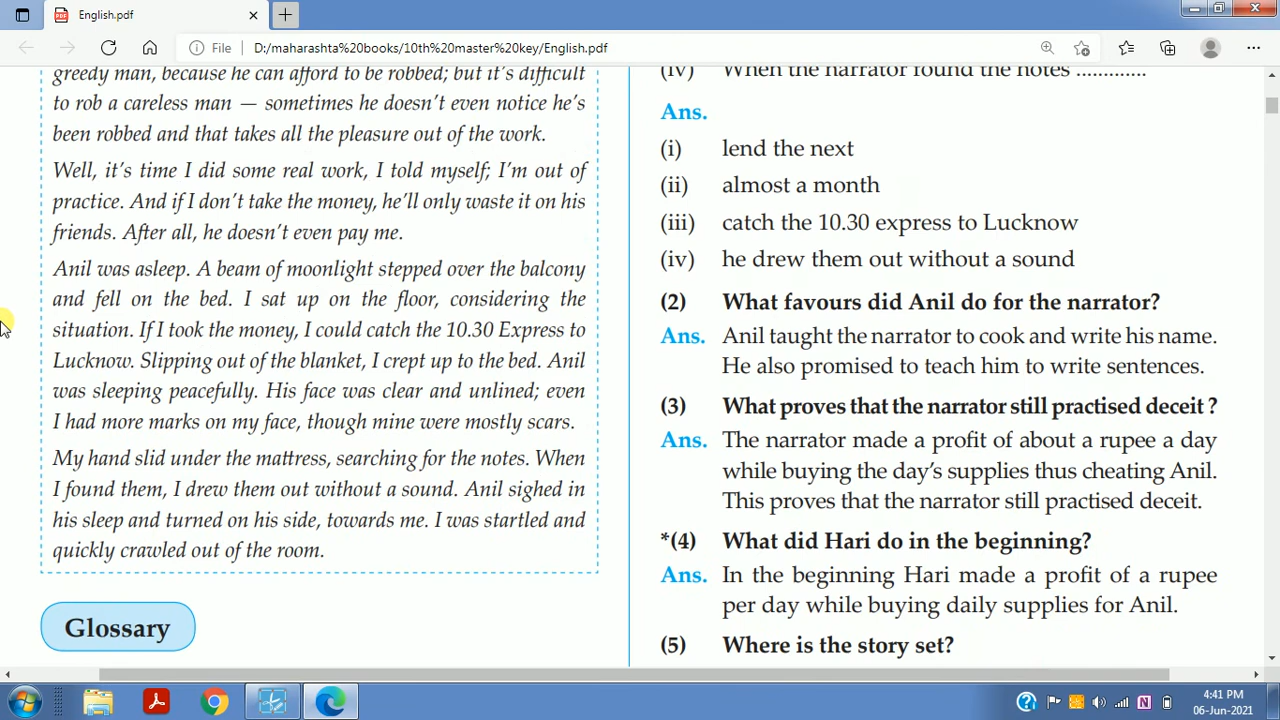 English.pdf
File
D:/maharashta%20books/10th%20master%20key/English.pdf
greedy man, because he can afford to be robbed; but it's difficult
to rob a careless man — sometimes he doesn't even notice he's
been robbed and that takes all the pleasure out of the work.
Well, it's time I did some real work, I told myself; I'm out of
practice. And if I don't take the money, he'll only waste it on his
friends. After all, he doesn't even pay me.
Anil was asleep. A beam of moonlight stepped over the balcony
and fell on the bed. I sat up on the floor, considering the
situation. If I took the money, I could catch the 10.30 Express to
Lucknow. Slipping out of the blanket, I crept up to the bed. Anil
was sleeping peacefully. His face was clear and unlined; even
I had more marks on my face, though mine were mostly scars.
My hand slid under the mattress, searching for the notes. When
I found them, I drew them out without a sound. Anil sighed in
his sleep and turned on his side, towards me. I was startled and
quickly crawled out of the room.
Glossary
(iv) When the narrator found the notes .............
Ans.
(i) lend the next
(ii) almost a month
(iii) catch the 10.30 express to Lucknow
(iv) he drew them out without a sound
(2) What favours did Anil do for the narrator?
Ans. Anil taught the narrator to cook and write his name.
He also promised to teach him to write sentences.
(3) What proves that the narrator still practised deceit ?
Ans. The narrator made a profit of about a rupee a day
while buying the day's supplies thus cheating Anil.
This proves that the narrator still practised deceit.
*(4) What did Hari do in the beginning?
Ans. In the beginning Hari made a profit of a rupee
per day while buying daily supplies for Anil.
(5) Where is the story set?
4:41 PM
06-Jun-2021